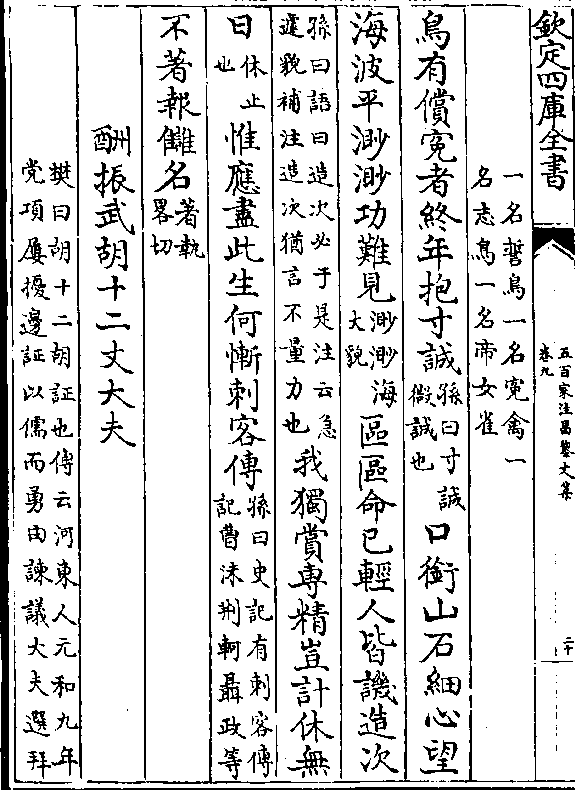 欽定四庫全書
五百家注昌黎文集
卷九
二十
一名誓鳥一名寃禽一
名志鳥一名帝女雀
鳥有償寃者終年抱寸誠
孫曰寸誠
㣲誠也
口銜山石細心望
海波平渺渺功難見
渺渺海
大貌
區區命已輕人皆譏造次
孫曰語曰造次必于是注云急
遽貌補注造次猶言不量力也
我獨賞専精豈計休無
日
休止
也
惟應盡此生何慚刺客傳
孫曰史記有刺客傳
記曹沬荆軻聶政等
不著報讎名
著執
畧切
酬振武胡十二丈大夫
樊曰胡十二胡証也傳云河東人元和九年
党項屢擾邊証以儒而勇由諫議大夫選拜